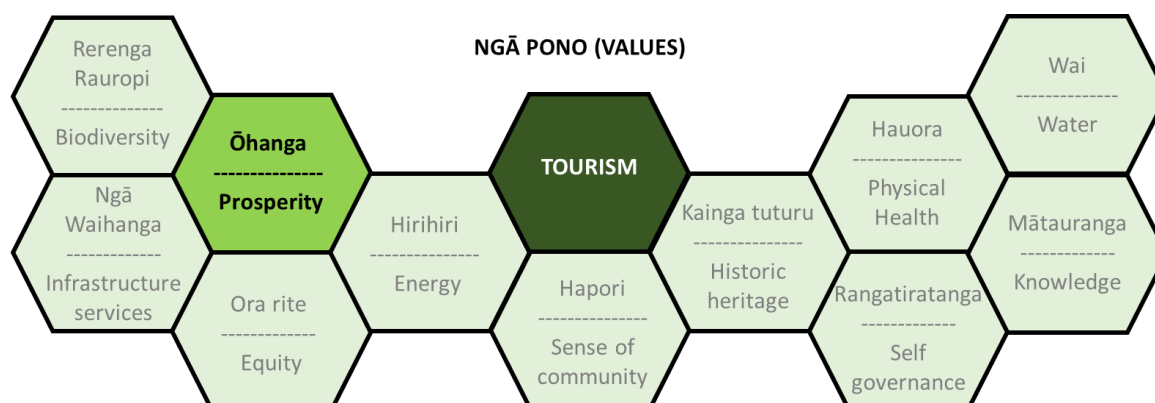 NGĀ PONO (VALUES)
Rerenga
Rauropi
--------------
Biodiversity
Ōhanga
---------------
Prosperity
TOURISM
Hauora
---------------
Physical
Health
Wai
--------------
Water
Ngā
Waihanga
-------------
Infrastructure
services
Hirihiri
---------------
Energy
Kainga tuturu
---------------
Historic
heritage
Mātauranga
-------------
Knowledge
Ora rite
-------------
Equity
Hapori
---------------
Sense of
community
Rangatiratanga
-------------
Self
governance